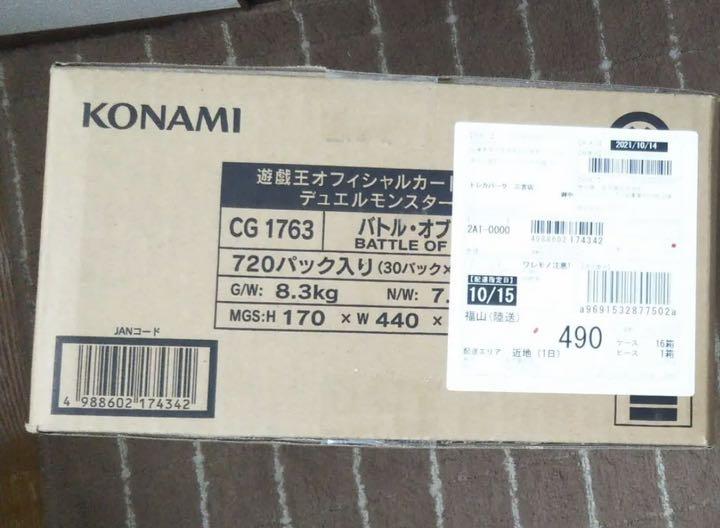 KONAMI
遊戯王オフィシャルカード
デュエルモンスター
CG 1763
バトル・オブ
BATTLE OF
720パック入り(30パック×
G/W: 8.3kg
N/W: 7.
MGS:H 170 × W 440 ×
JANコード
4 988602 174342
2021/10/14
トレカパーク
御中
2AT-0000
4988602174342
ワレモノ注意!
【配達指定日】
10/15
a9691532877502a
福山(陸送)
490
ケース 16箱
ピース 1箱
配達エリア 近地(1日)